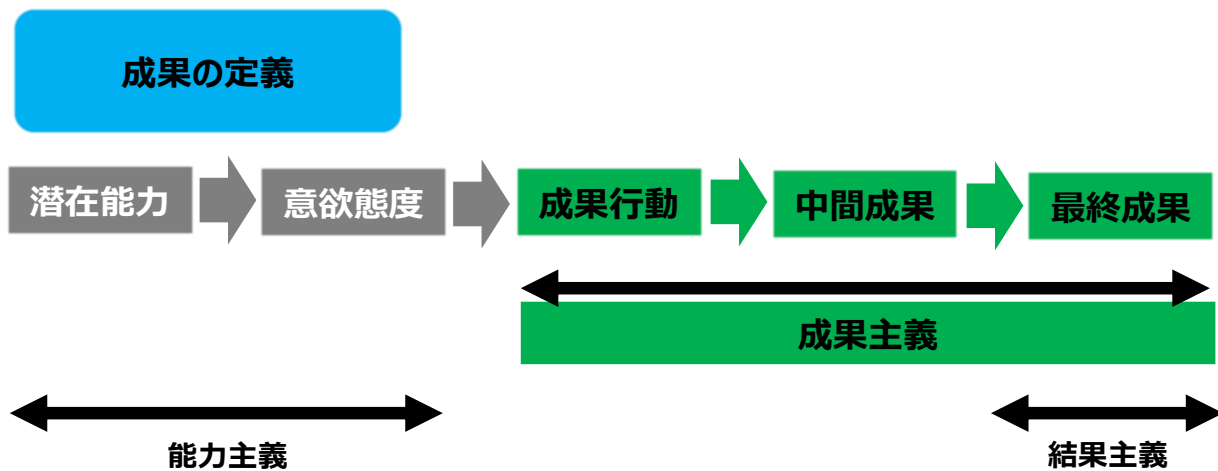 成果の定義
潜在能力
意欲態度
成果行動
中間成果
最終成果
成果主義
能力主義
結果主義